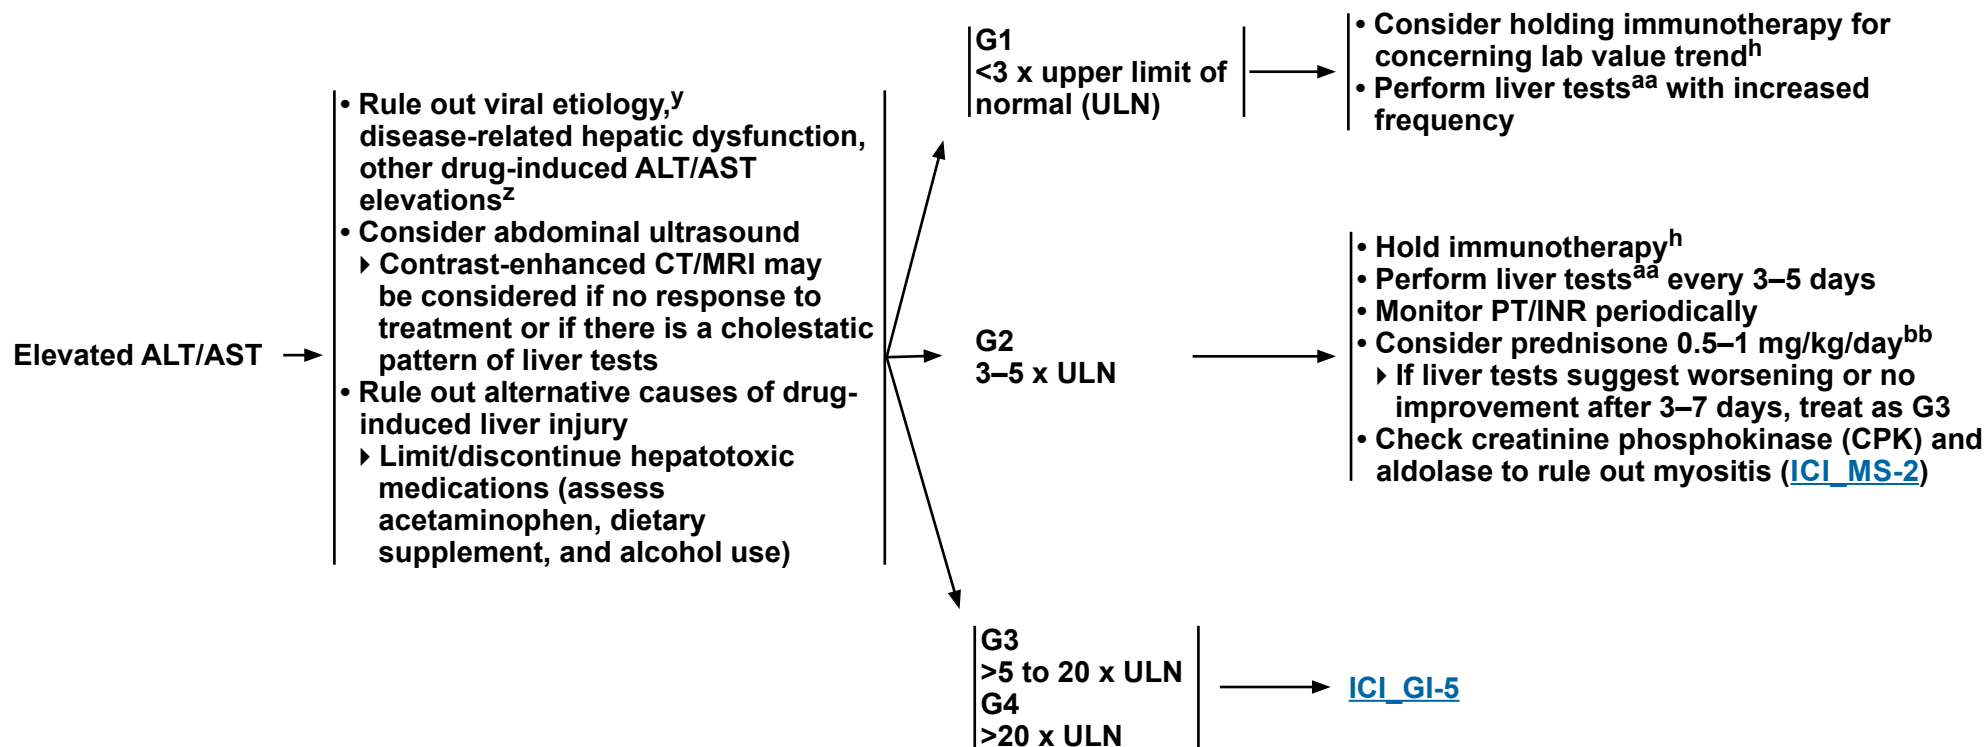 Elevated ALT/AST
• Rule out viral etiology,y
disease-related hepatic dysfunction,
other drug-induced ALT/AST
elevationsz
• Consider abdominal ultrasound
▸ Contrast-enhanced CT/MRI may
be considered if no response to
treatment or if there is a cholestatic
pattern of liver tests
• Rule out alternative causes of drug-
induced liver injury
▸ Limit/discontinue hepatotoxic
medications (assess
acetaminophen, dietary
supplement, and alcohol use)
G1
<3 x upper limit of
normal (ULN)
• Consider holding immunotherapy for
concerning lab value trendh
• Perform liver testsaa with increased
frequency
G2
3–5 x ULN
• Hold immunotherapyh
• Perform liver testsaa every 3–5 days
• Monitor PT/INR periodically
• Consider prednisone 0.5–1 mg/kg/daybb
▸ If liver tests suggest worsening or no
improvement after 3–7 days, treat as G3
• Check creatinine phosphokinase (CPK) and
aldolase to rule out myositis (ICI_MS-2)
G3
>5 to 20 x ULN
G4
>20 x ULN
ICI_GI-5